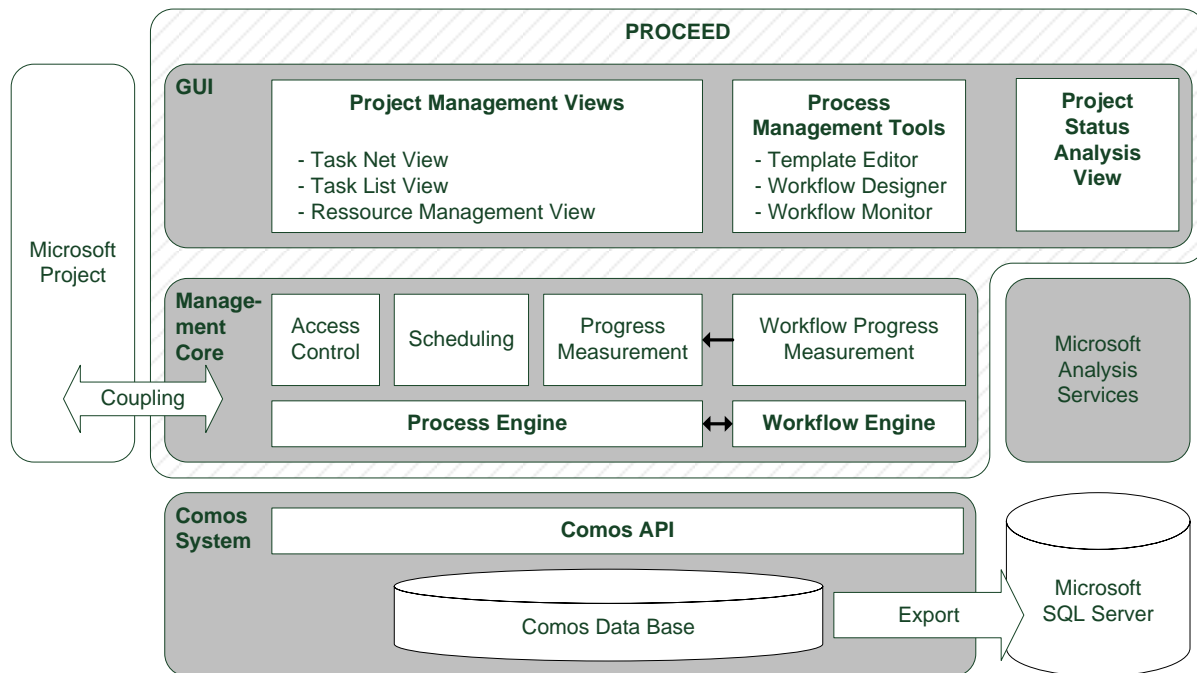 PROCEED
GUI
Project Management Views
- Task Net View
- Task List View
- Ressource Management View
Process
Management Tools
- Template Editor
- Workflow Designer
- Workflow Monitor
Project
Status
Analysis
View
Microsoft
Project
Coupling
Manage-
ment
Core
Access
Control
Scheduling
Progress
Measurement
Workflow Progress
Measurement
Process Engine
Workflow Engine
Microsoft
Analysis
Services
Comos
System
Comos API
Comos Data Base
Export
Microsoft
SQL Server